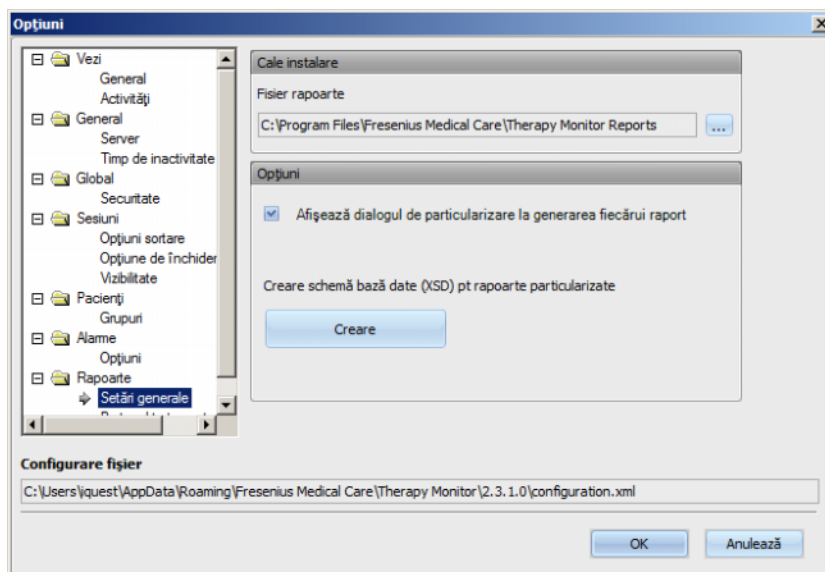 Opţiuni
Vezi
General
Activităţi
General
Server
Timp de inactivitate
Global
Securitate
Sesiuni
Opţiuni sortare
Opţiune de închider
Vizibilitate
Pacienţi
Grupuri
Alarme
Opţiuni
Rapoarte
Setări generale
Cale instalare
Fisier rapoarte
C:\Program Files\Fresenius Medical Care\Therapy Monitor Reports
...
Opţiuni
Afişează dialogul de particularizare la generarea fiecărui raport
Creare schemă bază date (XSD) pt rapoarte particularizate
Creare
Configurare fişier
C:\Users\iquest\AppData\Roaming\Fresenius Medical Care\Therapy Monitor\2.3.1.0\configuration.xml
OK
Anulează